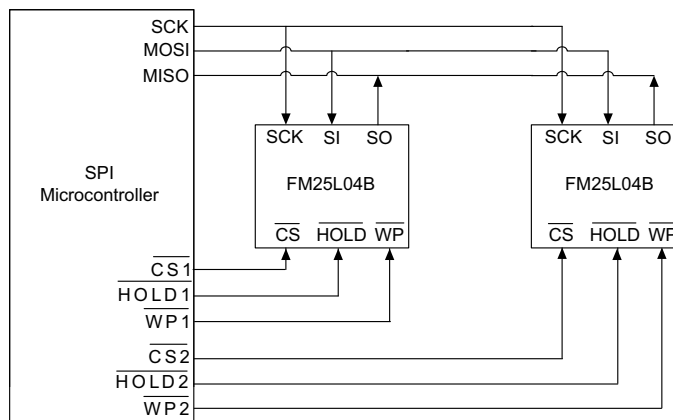 SCK
MOSI
MISO
SCK SI SO
SCK SI SO
SPI
Microcontroller
FM25L04B
FM25L04B
CS HOLD WP
CS HOLD WP
CS1
HOLD1
WP1
CS2
HOLD2
WP2